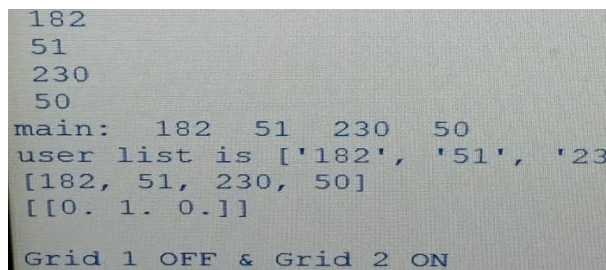 182
51
230
50
main: 182 51 230 50
user list is ['182', '51', '23
[182, 51, 230, 50]
[[0. 1. 0.]]
Grid 1 OFF & Grid 2 ON